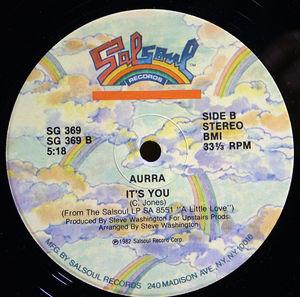 Salsoul
RECORDS
SG 369
SG 369 B
5:18
SIDE B
STEREO
BMI
33⅓ RPM
AURRA
IT'S YOU
(C. Jones)
(From The Salsoul LP SA 8551 "A Little Love")
Produced By Steve Washington For Upstairs Prods.
Arranged By Steve Washington
℗ 1982 Salsoul Record Corp.
MFG. BY SALSOUL RECORDS 240 MADISON AVE. NY, NY 10016